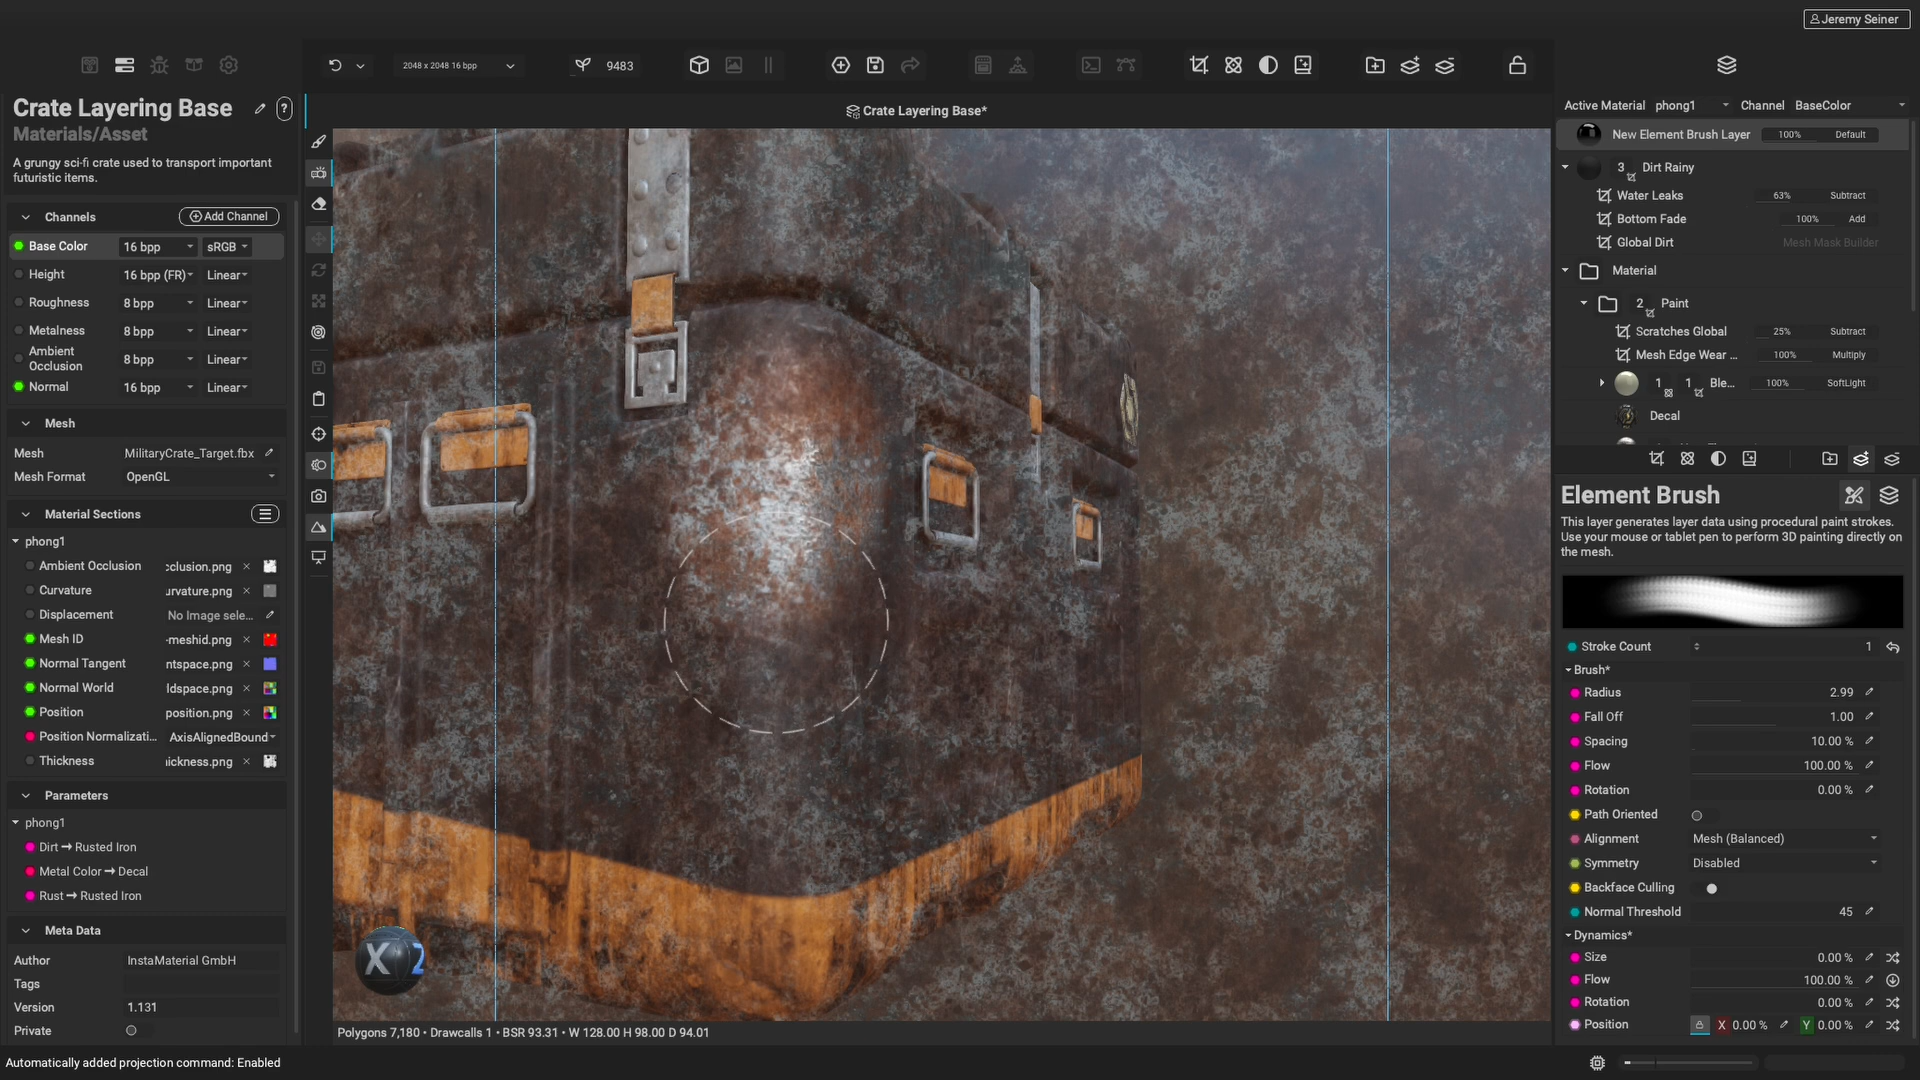 Jeremy Seiner
2048 x 2048 16 bpp
9483
Crate Layering Base
Materials/Asset
A grungy sci-fi crate used to transport important
futuristic items.
Channels
Add Channel
Base Color 16 bpp sRGB
Height 16 bpp (FR) Linear
Roughness 8 bpp Linear
Metalness 8 bpp Linear
Ambient
Occlusion 8 bpp Linear
Normal 16 bpp Linear
Mesh
Mesh MilitaryCrate_Target.fbx
Mesh Format OpenGL
Material Sections
phong1
Ambient Occlusion :clusion.png
Curvature urvature.png
Displacement No Image sele...
Mesh ID -meshid.png
Normal Tangent ntspace.png
Normal World ldspace.png
Position position.png
Position Normalizati... AxisAlignedBound
Thickness ickness.png
Parameters
phong1
Dirt → Rusted Iron
Metal Color → Decal
Rust → Rusted Iron
Meta Data
Author InstaMaterial GmbH
Tags
Version 1.131
Private
Automatically added projection command: Enabled
Crate Layering Base*
X Z
Polygons 7,180 • Drawcalls 1 • BSR 93.31 • W 128.00 H 98.00 D 94.01
Active Material phong1 Channel BaseColor
New Element Brush Layer 100% Default
3 Dirt Rainy
Water Leaks 63% Subtract
Bottom Fade 100% Add
Global Dirt Mesh Mask Builder
Material
2 Paint
Scratches Global 25% Subtract
Mesh Edge Wear ... 100% Multiply
1 1 Ble... 100% SoftLight
Decal
Element Brush
This layer generates layer data using procedural paint strokes.
Use your mouse or tablet pen to perform 3D painting directly on
the mesh.
Stroke Count 1
Brush*
Radius 2.99
Fall Off 1.00
Spacing 10.00 %
Flow 100.00 %
Rotation 0.00 %
Path Oriented
Alignment Mesh (Balanced)
Symmetry Disabled
Backface Culling
Normal Threshold 45
Dynamics*
Size 0.00 %
Flow 100.00 %
Rotation 0.00 %
Position X 0.00 % Y 0.00 %